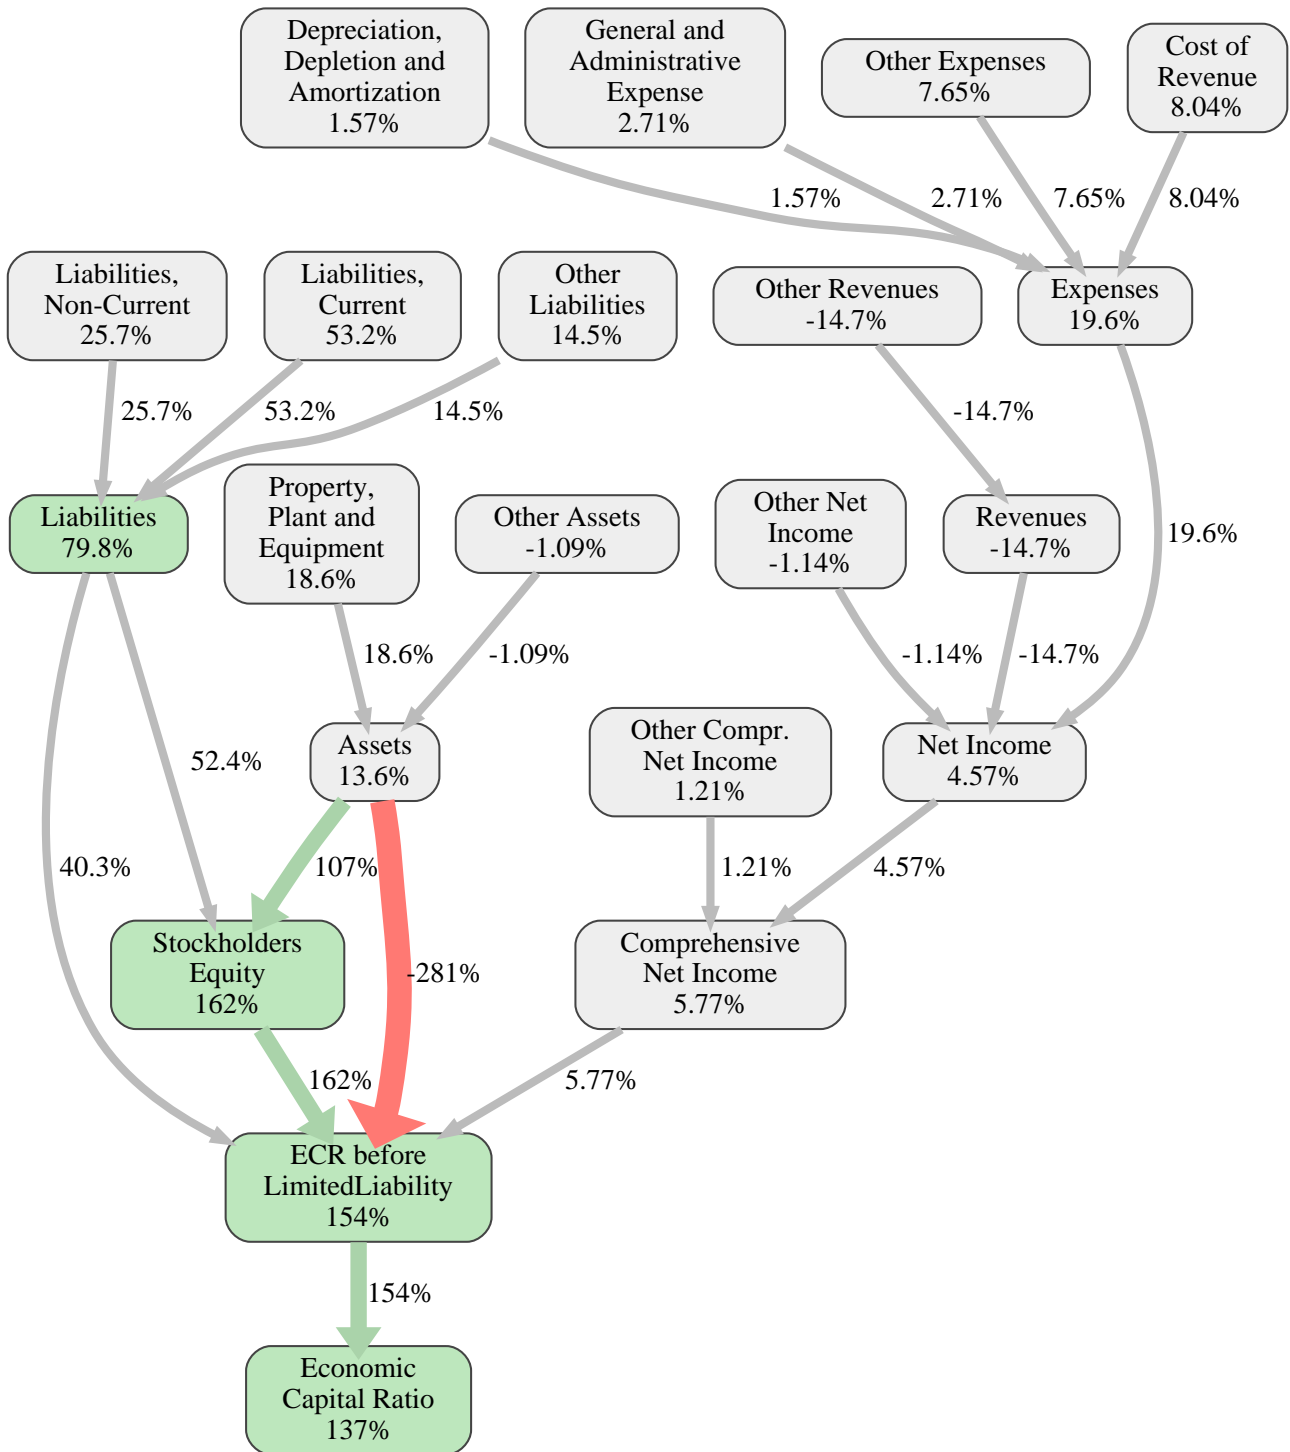 Depreciation,
Depletion and
Amortization
1.57%
General and
Administrative
Expense
2.71%
Other Expenses
7.65%
Cost of
Revenue
8.04%
1.57%
2.71%
7.65%
8.04%
Liabilities,
Non-Current
25.7%
Liabilities,
Current
53.2%
Other
Liabilities
14.5%
Other Revenues
-14.7%
Expenses
19.6%
25.7%
53.2%
14.5%
-14.7%
Liabilities
79.8%
Property,
Plant and
Equipment
18.6%
Other Assets
-1.09%
Other Net
Income
-1.14%
Revenues
-14.7%
19.6%
18.6%
-1.09%
-1.14%
-14.7%
52.4%
Assets
13.6%
Other Compr.
Net Income
1.21%
Net Income
4.57%
40.3%
107%
1.21%
4.57%
Stockholders
Equity
162%
-281%
Comprehensive
Net Income
5.77%
162%
5.77%
ECR before
LimitedLiability
154%
154%
Economic
Capital Ratio
137%